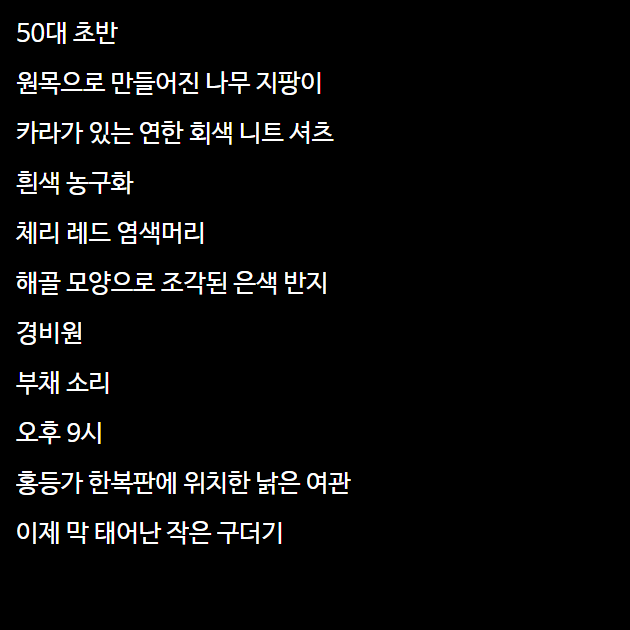 50대 초반
원목으로 만들어진 나무 지팡이
카라가 있는 연한 회색 니트 셔츠
흰색 농구화
체리 레드 염색머리
해골 모양으로 조각된 은색 반지
경비원
부채 소리
오후 9시
홍등가 한복판에 위치한 낡은 여관
이제 막 태어난 작은 구더기